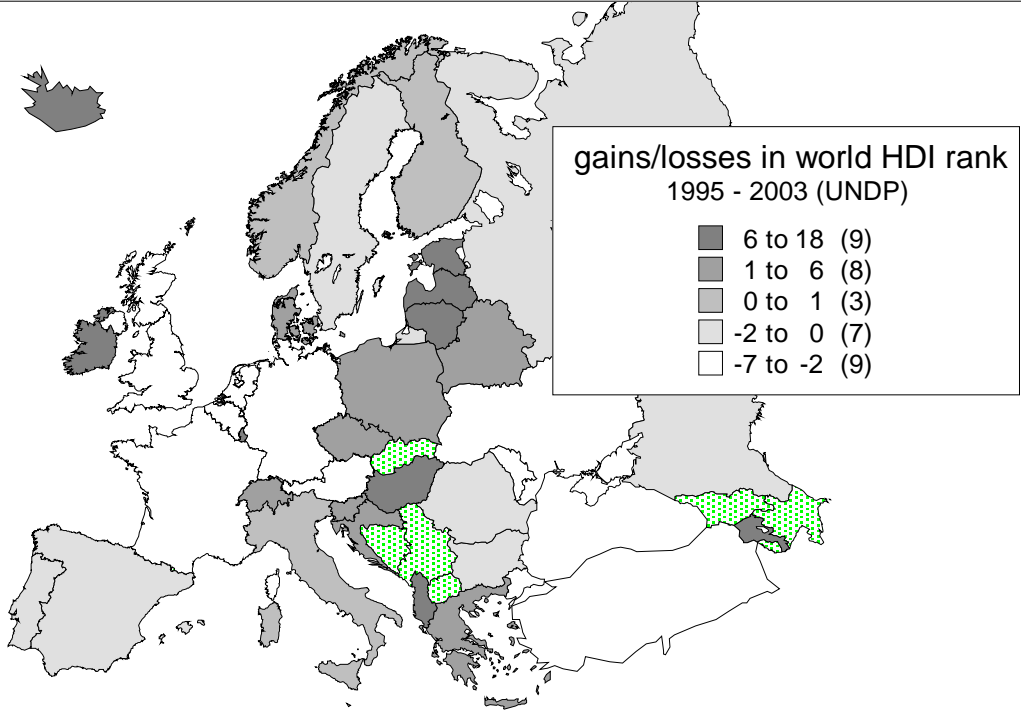 gains/losses in world HDI rank
1995 - 2003 (UNDP)
6 to 18 (9)
1 to 6 (8)
0 to 1 (3)
-2 to 0 (7)
-7 to -2 (9)